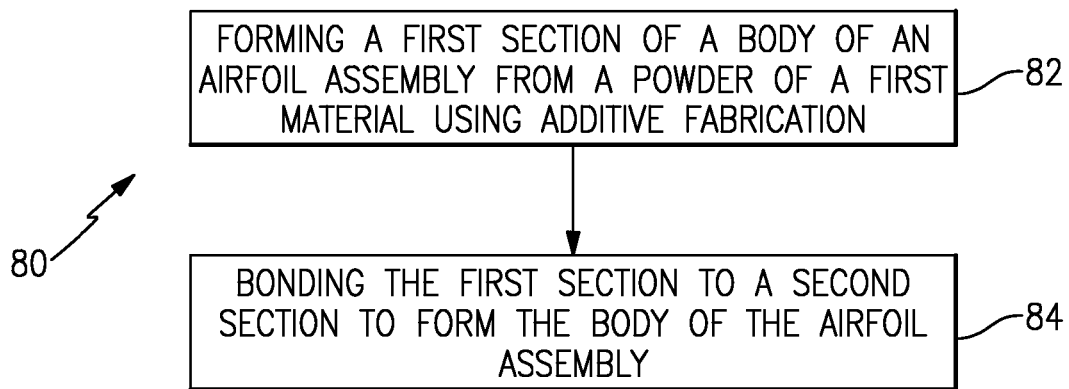 FORMING A FIRST SECTION OF A BODY OF AN
AIRFOIL ASSEMBLY FROM A POWDER OF A FIRST
MATERIAL USING ADDITIVE FABRICATION
82
80
BONDING THE FIRST SECTION TO A SECOND
SECTION TO FORM THE BODY OF THE AIRFOIL
ASSEMBLY
84